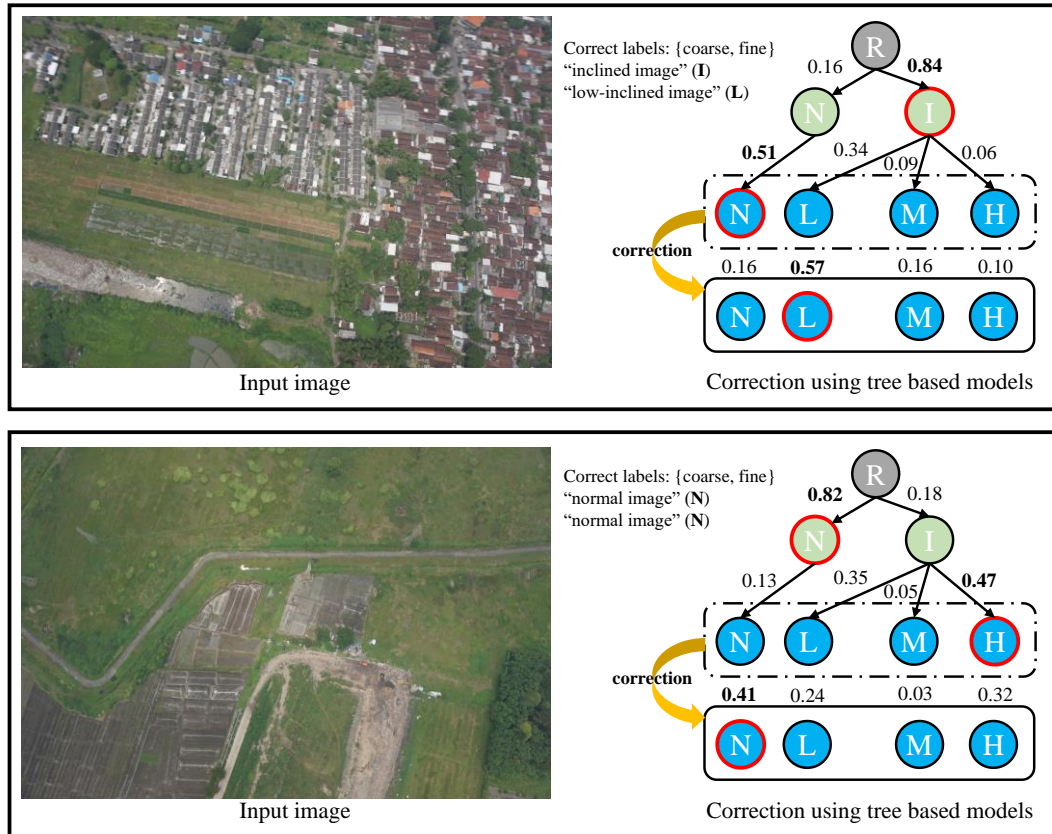 Correct labels: {coarse, fine}
“inclined image” (I)
“low-inclined image” (L)
R
0.16
0.84
N
I
0.51
0.34
0.09
0.06
N
L
M
H
correction
0.16
0.57
0.16
0.10
N
L
M
H
Input image
Correction using tree based models
Correct labels: {coarse, fine}
“normal image” (N)
“normal image” (N)
R
0.82
0.18
N
I
0.13
0.35
0.05
0.47
N
L
M
H
correction
0.41
0.24
0.03
0.32
N
L
M
H
Input image
Correction using tree based models